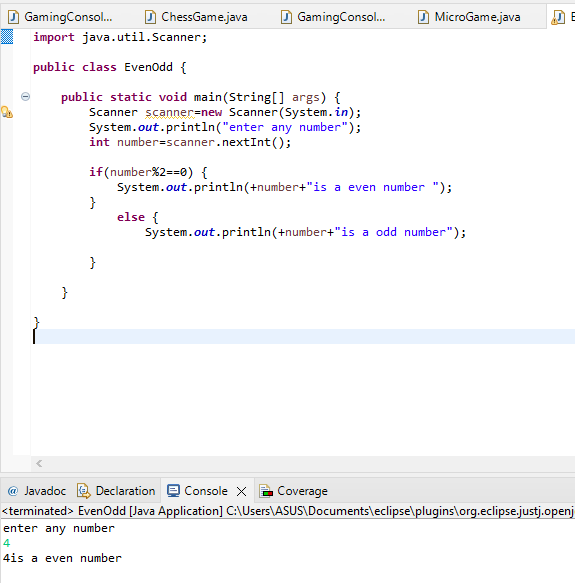 GamingConsol... ChessGame.java GamingConsol... MicroGame.java
import java.util.Scanner;
public class EvenOdd {
public static void main(String[] args) {
Scanner scanner=new Scanner(System.in);
System.out.println("enter any number");
int number=scanner.nextInt();
if(number%2==0) {
System.out.println(+number+"is a even number ");
}
else {
System.out.println(+number+"is a odd number");
}
}
}
@ Javadoc Declaration Console Coverage
<terminated> EvenOdd [Java Application] C:\Users\ASUS\Documents\eclipse\plugins\org.eclipse.justj.openj
enter any number
4
4is a even number